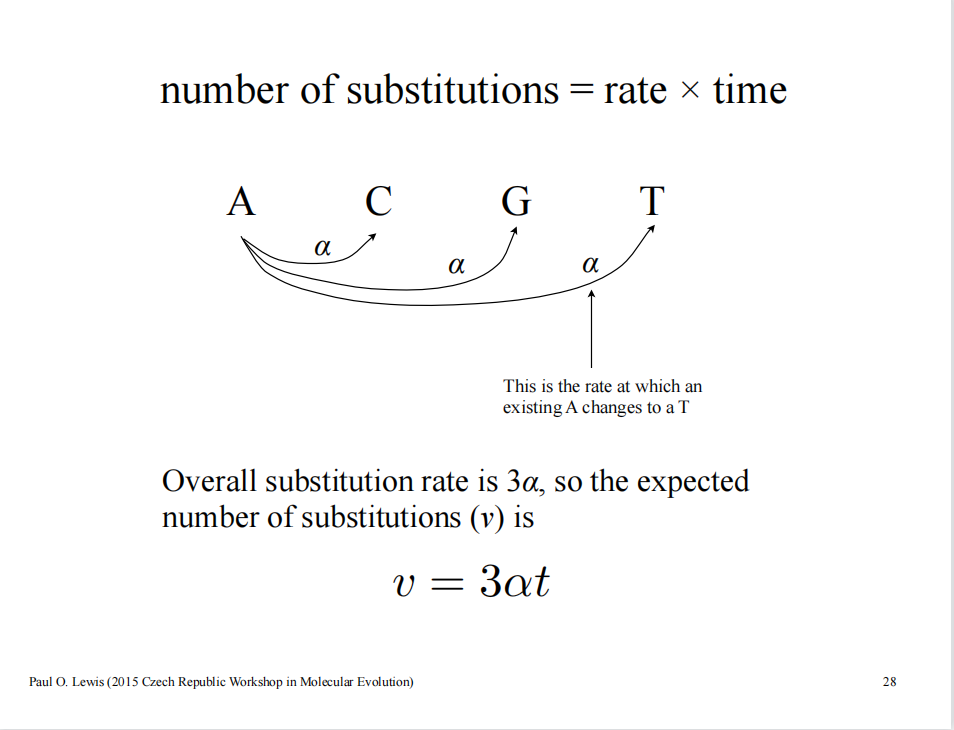 number of substitutions = rate × time
A C G T
α
α
α
This is the rate at which an
existing A changes to a T
Overall substitution rate is 3α, so the expected
number of substitutions (v) is
v = 3αt
Paul O. Lewis (2015 Czech Republic Workshop in Molecular Evolution) 28